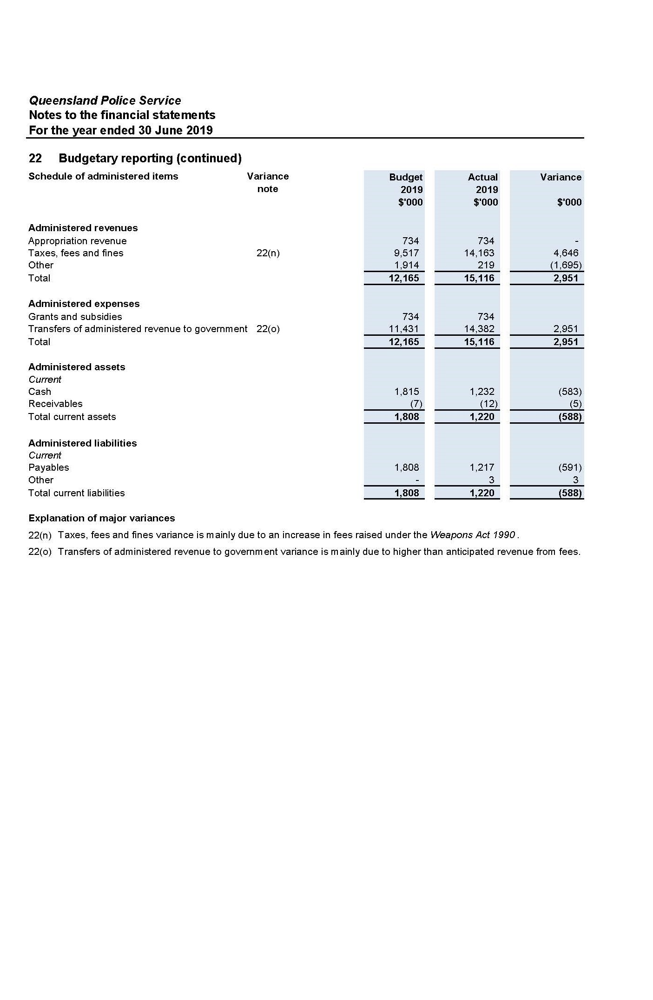 Queensland Police Service
Notes to the financial statements
For the year ended 30 June 2019
22 Budgetary reporting (continued)
Schedule of administered items Variance note Budget 2019 $'000 Actual 2019 $'000 Variance $'000
Administered revenues
Appropriation revenue 734 734 -
Taxes, fees and fines 22(n) 9,517 14,163 4,646
Other 1,914 219 (1,695)
Total 12,165 15,116 2,951
Administered expenses
Grants and subsidies 734 734
Transfers of administered revenue to government 22(o) 11,431 14,382 2,951
Total 12,165 15,116 2,951
Administered assets
Current
Cash 1,815 1,232 (583)
Receivables (7) (12) (5)
Total current assets 1,808 1,220 (588)
Administered liabilities
Current
Payables 1,808 1,217 (591)
Other - 3 3
Total current liabilities 1,808 1,220 (588)
Explanation of major variances
22(n) Taxes, fees and fines variance is mainly due to an increase in fees raised under the Weapons Act 1990 .
22(o) Transfers of administered revenue to government variance is mainly due to higher than anticipated revenue from fees.